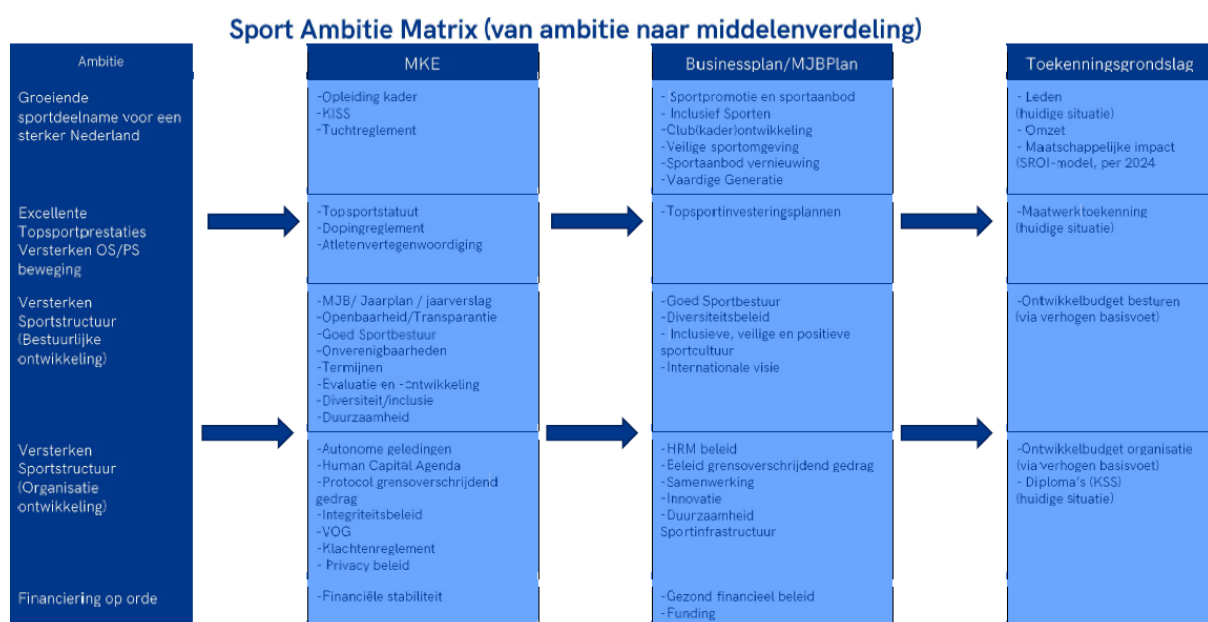 Sport Ambitie Matrix (van ambitie naar middelenverdeling)
Ambitie
MKE
Businessplan/MJBPlan
Toekenningsgrondslag
Groeiende
sportdeelname voor een
sterker Nederland
-Opleiding kader
-KISS
-Tuchtreglement
- Sportpromotie en sportaanbod
- Inclusief Sporten
-Club(kader)ontwikkeling
-Veilige sportomgeving
-Sportaanbod vernieuwing
- Vaardige Generatie
- Leden
(huidige situatie)
- Omzet
- Maatschappelijke impact
(SROI-model, per 2024
Excellente
Topsportprestaties
Versterken OS/PS
beweging
-Topsportstatuut
-Dopingreglement
-Atletenvertegenwoordiging
-Topsportinvesteringsplannen
-Maatwerktoekenning
(huidige situatie)
Versterken
Sportstructuur
(Bestuurlijke
ontwikkeling)
-MJB/ Jaarplan / jaarverslag
-Openbaarheid/Transparantie
-Goed Sportbestuur
-Onverenigbaarheden
-Termijnen
-Evaluatie en -ontwikkeling
-Diversiteit/inclusie
-Duurzaamheid
-Goed Sportbestuur
-Diversiteitsbeleid
- Inclusieve, veilige en positieve
sportcultuur
-Internationale visie
-Ontwikkelbudget besturen
(via verhogen basisvoet)
Versterken
Sportstructuur
(Organisatie
ontwikkeling)
-Autonome geledingen
-Human Capital Agenda
-Protocol grensoverschrijdend
gedrag
-Integriteitsbeleid
-VOG
-Klachtenreglement
- Privacy beleid
-HRM beleid
-Beleid grensoverschrijdend gedrag
-Samenwerking
-Innovatie
-Duurzaamheid
Sportinfrastructuur
-Ontwikkelbudget organisatie
(via verhogen basisvoet)
- Diploma's (KSS)
(huidige situatie)
Financiering op orde
-Financiële stabiliteit
-Gezond financieel beleid
-Funding